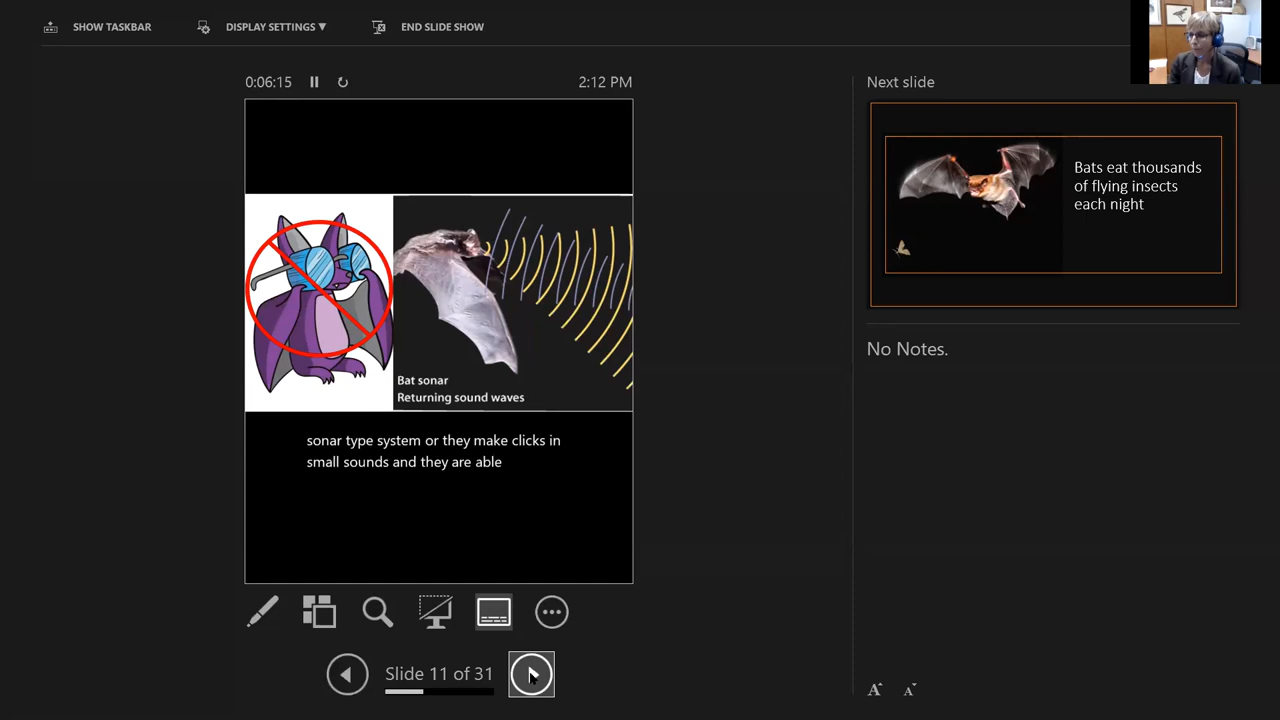 SHOW TASKBAR
DISPLAY SETTINGS ▼
END SLIDE SHOW
0:06:15
2:12 PM
Next slide
Bats eat thousands
of flying insects
each night
No Notes.
Bat sonar
Returning sound waves
sonar type system or they make clicks in
small sounds and they are able
Slide 11 of 31
A
A